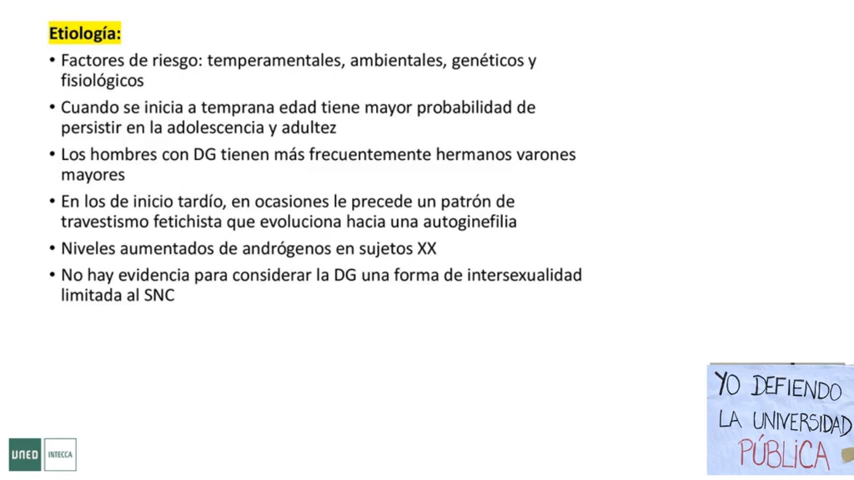 Etiología:
• Factores de riesgo: temperamentales, ambientales, genéticos y
fisiológicos
• Cuando se inicia a temprana edad tiene mayor probabilidad de
persistir en la adolescencia y adultez
• Los hombres con DG tienen más frecuentemente hermanos varones
mayores
• En los de inicio tardío, en ocasiones le precede un patrón de
travestismo fetichista que evoluciona hacia una autoginefilia
• Niveles aumentados de andrógenos en sujetos XX
• No hay evidencia para considerar la DG una forma de intersexualidad
limitada al SNC
YO DEFIENDO
LA UNIVERSIDAD
PÚBLICA
UNED INTECCA